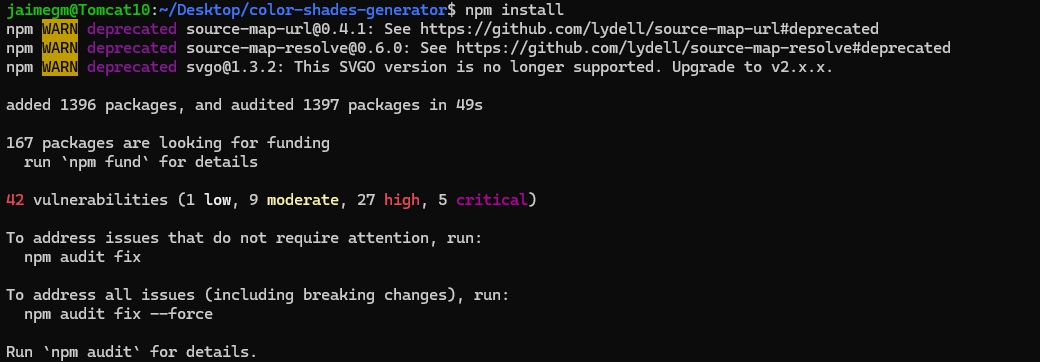 jaimegm@Tomcat10:~/Desktop/color-shades-generator$ npm install
npm WARN deprecated source-map-url@0.4.1: See https://github.com/lydell/source-map-url#deprecated
npm WARN deprecated source-map-resolve@0.6.0: See https://github.com/lydell/source-map-resolve#deprecated
npm WARN deprecated svgo@1.3.2: This SVGO version is no longer supported. Upgrade to v2.x.x.
added 1396 packages, and audited 1397 packages in 49s
167 packages are looking for funding
run `npm fund` for details
42 vulnerabilities (1 low, 9 moderate, 27 high, 5 critical)
To address issues that do not require attention, run:
npm audit fix
To address all issues (including breaking changes), run:
npm audit fix --force
Run `npm audit` for details.